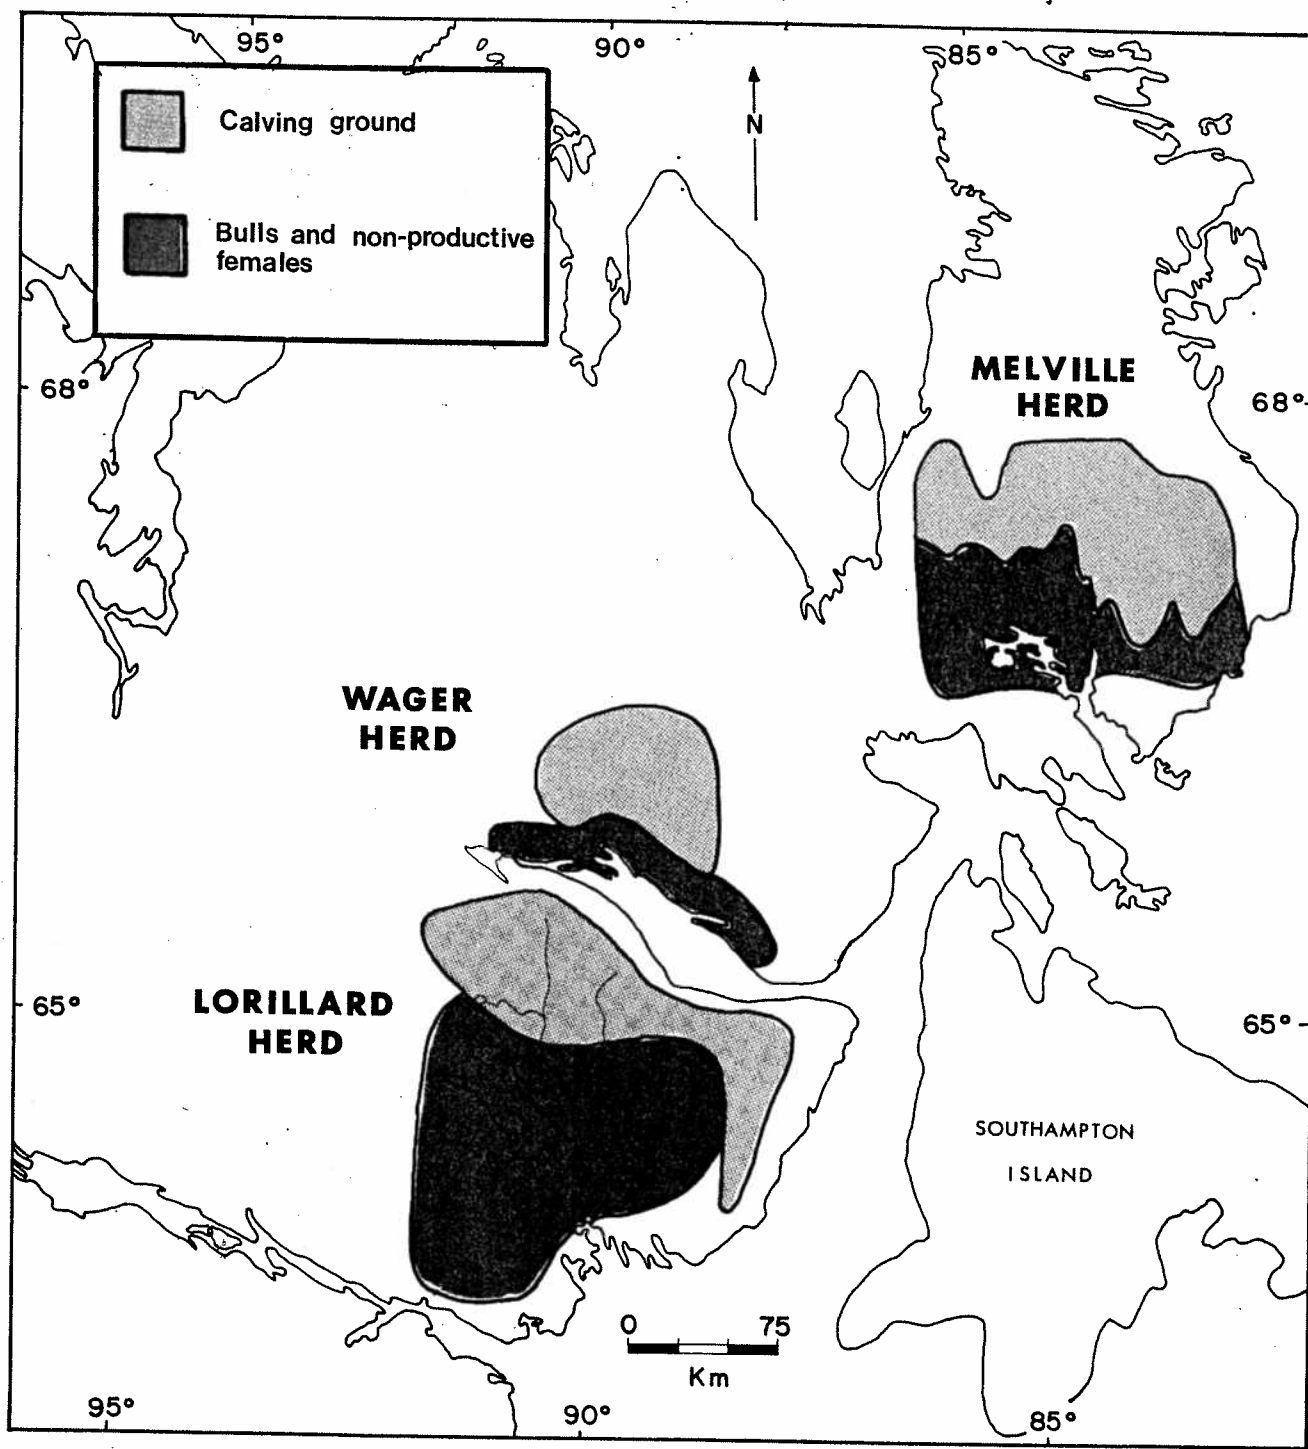 95°
90°
85°
Calving ground
N
Bulls and non-productive
females
68°
MELVILLE
HERD
68°
WAGER
HERD
LORILLARD
HERD
65°
65°
SOUTHAMPTON
ISLAND
0 75
Km
95°
90°
85°